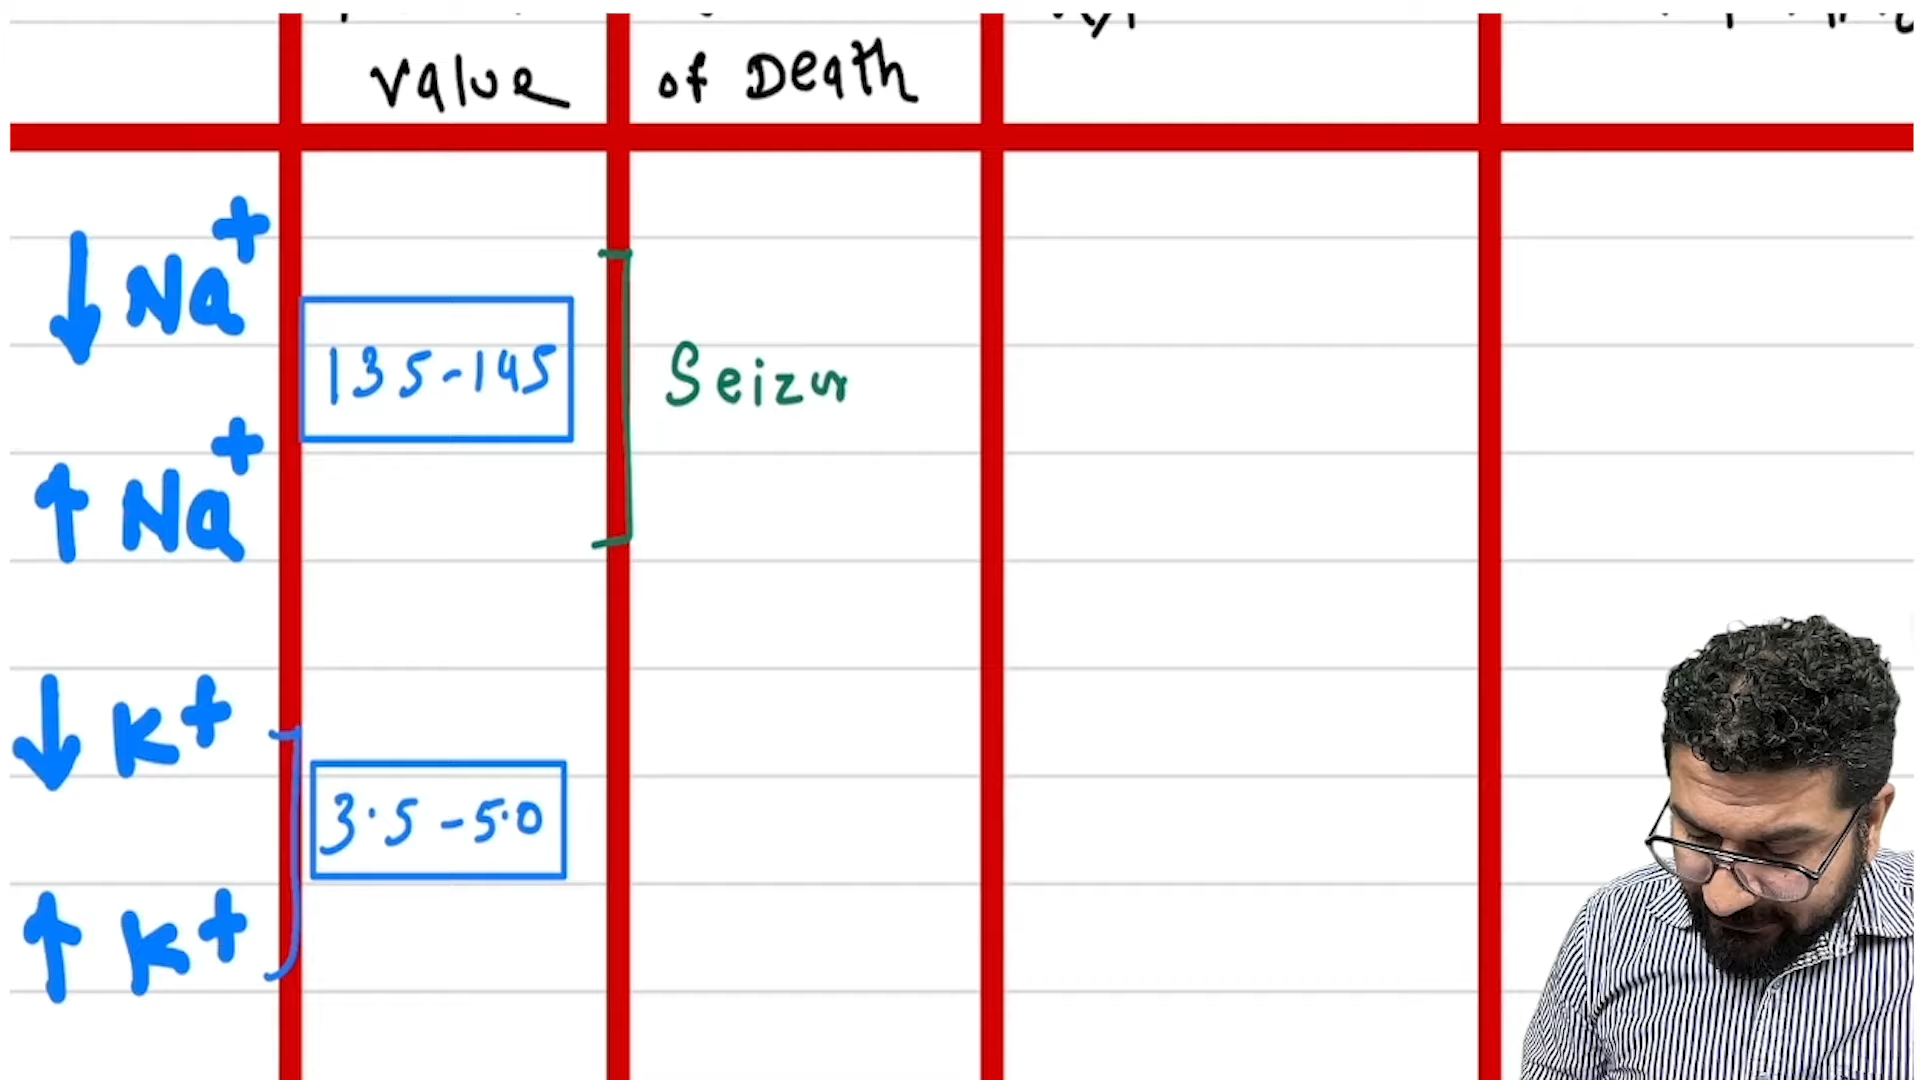 value
of Death
↓ Na+
135-145
Seizur
↑ Na+
↓ K+
3.5-5.0
↑ K+